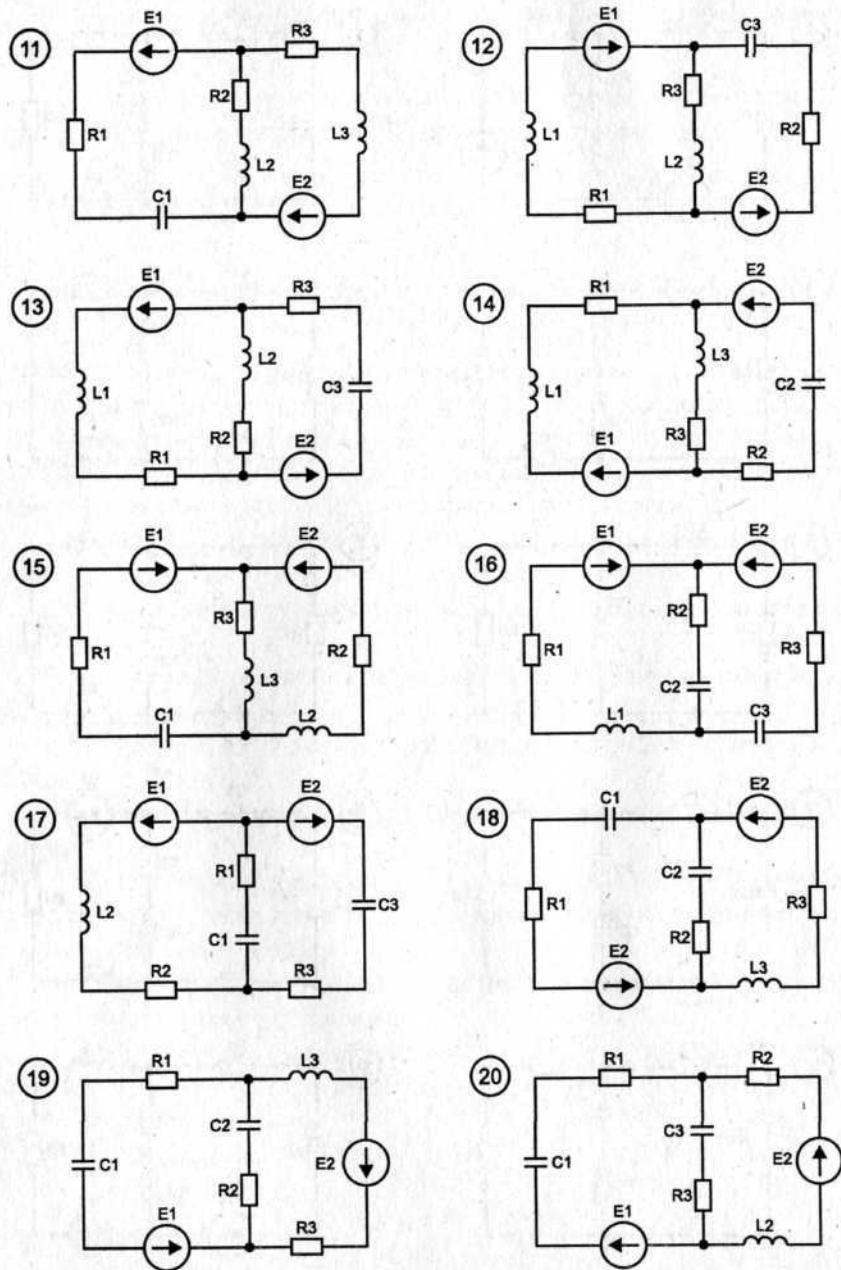 11 E1 R3 12 E1 C3
R2 R3
R1 L3 L1 R2
L2 L2
C1 E2 R1 E2
13 E1 R3 14 R1 E2
L2 L3
L1 C3 L1 C2
R2 R3
R1 E2 E1 R2
15 E1 E2 16 E1 E2
R3 R2
R1 R2 R1 R3
L3 C2
C1 L2 L1 C3
17 E1 E2 18 C1 E2
R1 C2
L2 C3 R1 R3
C1 R2
R2 R3 E2 L3
19 R1 L3 20 R1 R2
C2 C3
C1 E2 C1 E2
R2 R3
E1 R3 E1 L2